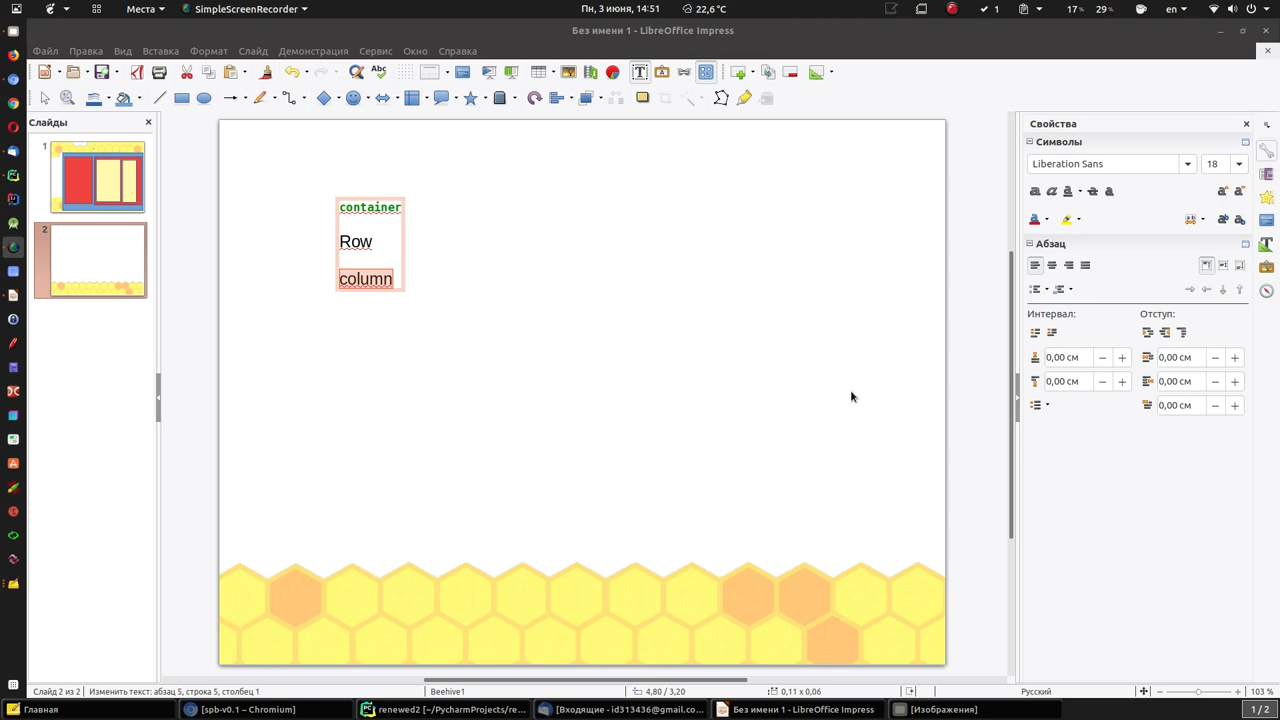 Места
SimpleScreenRecorder
Пн, 3 июня, 14:51
22,6°C
1
17%
29%
en
Без имени 1 - LibreOffice Impress
Файл Правка Вид Вставка Формат Слайд Демонстрация Сервис Окно Справка
Слайды
1
2
container
Row
column
Свойства
Символы
Liberation Sans
18
Абзац
Интервал:
Отступ:
0,00 см
0,00 см
0,00 см
0,00 см
0,00 см
Слайд 2 из 2
Изменить текст: абзац 5, строка 5, столбец 1
Beehive1
4,80 / 3,20
0,11 x 0,06
Русский
103 %
Главная
[spb-v0.1 – Chromium]
renewed2 [~/PycharmProjects/re...
[Входящие - id313436@gmail.co...
Без имени 1 - LibreOffice Impress
[Изображения]
1 / 2